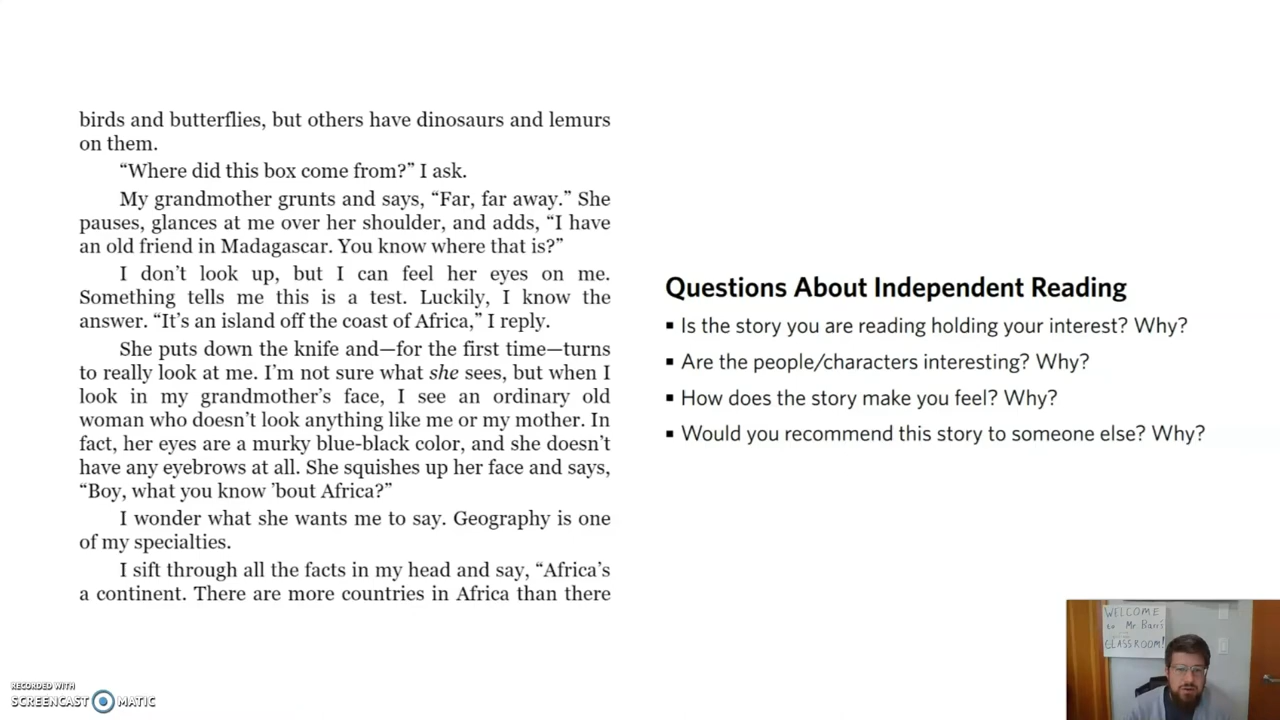 birds and butterflies, but others have dinosaurs and lemurs
on them.
“Where did this box come from?” I ask.
My grandmother grunts and says, “Far, far away.” She
pauses, glances at me over her shoulder, and adds, “I have
an old friend in Madagascar. You know where that is?”
I don’t look up, but I can feel her eyes on me.
Something tells me this is a test. Luckily, I know the
answer. “It’s an island off the coast of Africa,” I reply.
She puts down the knife and—for the first time—turns
to really look at me. I’m not sure what she sees, but when I
look in my grandmother’s face, I see an ordinary old
woman who doesn’t look anything like me or my mother. In
fact, her eyes are a murky blue-black color, and she doesn’t
have any eyebrows at all. She squishes up her face and says,
“Boy, what you know ’bout Africa?”
I wonder what she wants me to say. Geography is one
of my specialties.
I sift through all the facts in my head and say, “Africa’s
a continent. There are more countries in Africa than there
Questions About Independent Reading
▪ Is the story you are reading holding your interest? Why?
▪ Are the people/characters interesting? Why?
▪ How does the story make you feel? Why?
▪ Would you recommend this story to someone else? Why?
WELCOME
to Mr. Barr's
CLASSROOM!
RECORDED WITH
SCREENCAST MATIC